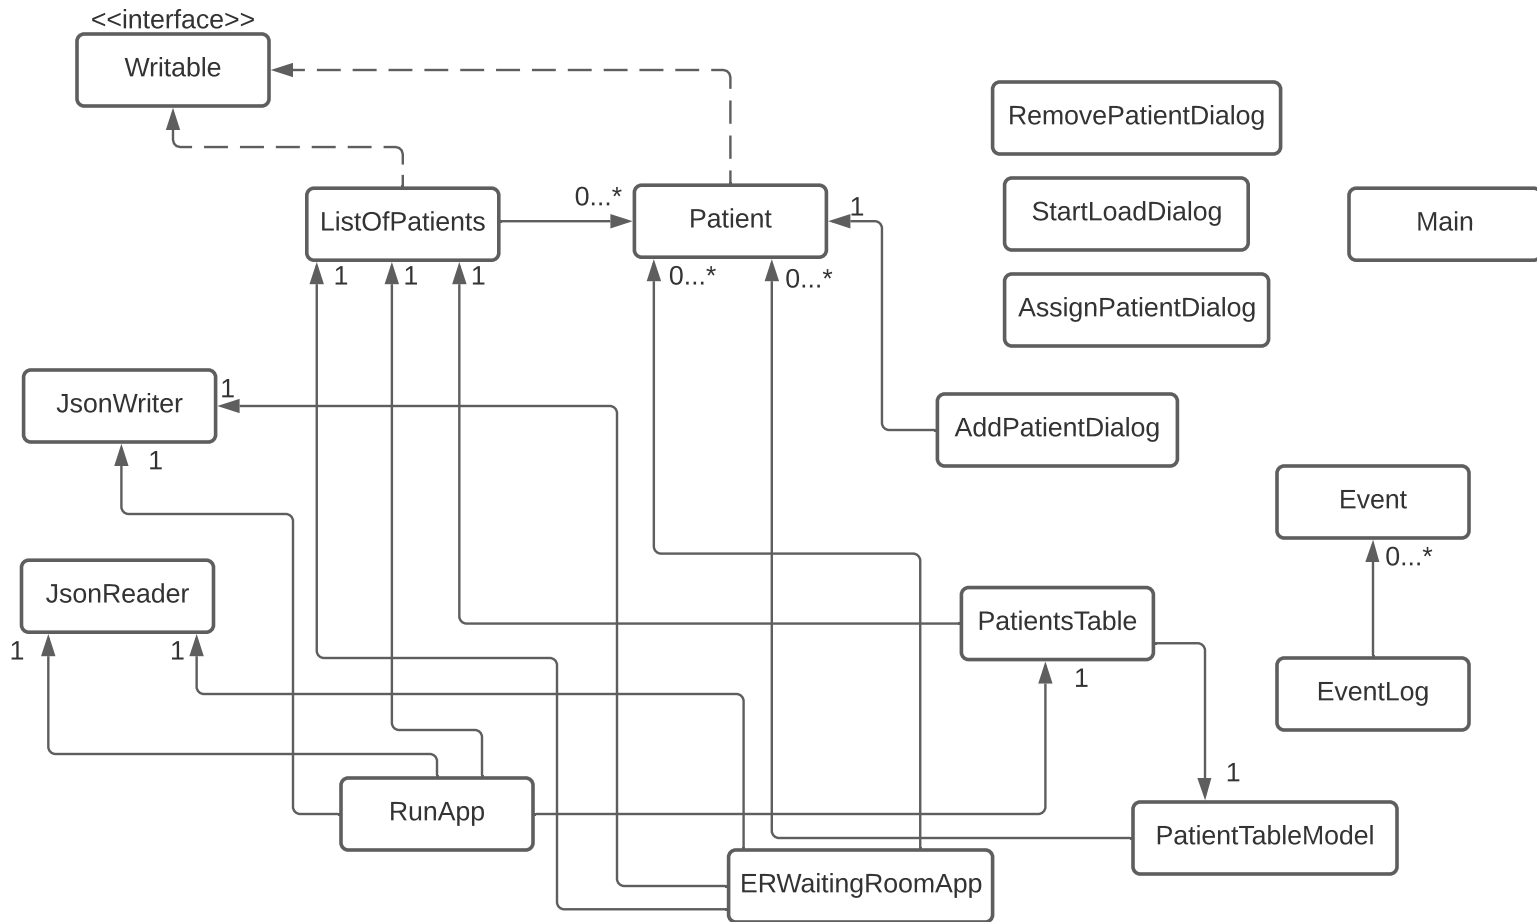 <<interface>>
Writable
RemovePatientDialog
0...*
1
StartLoadDialog
ListOfPatients
Patient
Main
1
1
1
0...*
0...*
AssignPatientDialog
1
JsonWriter
AddPatientDialog
1
Event
0...*
JsonReader
PatientsTable
1
1
1
EventLog
1
RunApp
PatientTableModel
ERWaitingRoomApp